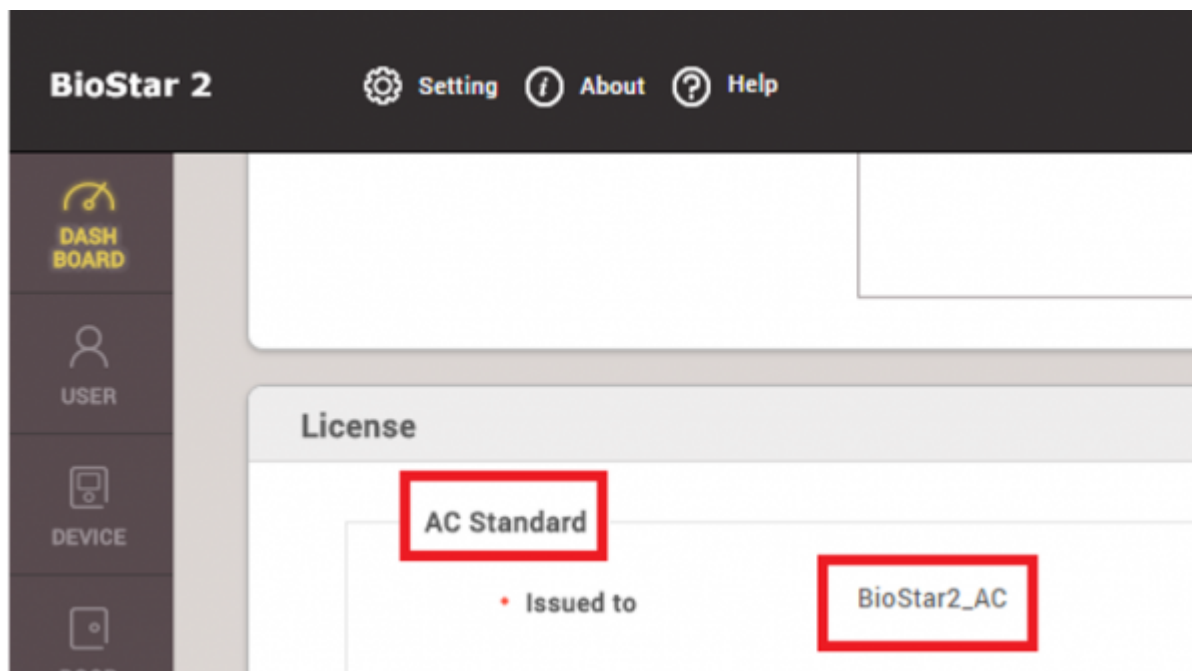 BioStar 2 Setting About Help
DASH
BOARD
USER
License
AC Standard
DEVICE
Issued to BioStar2_AC